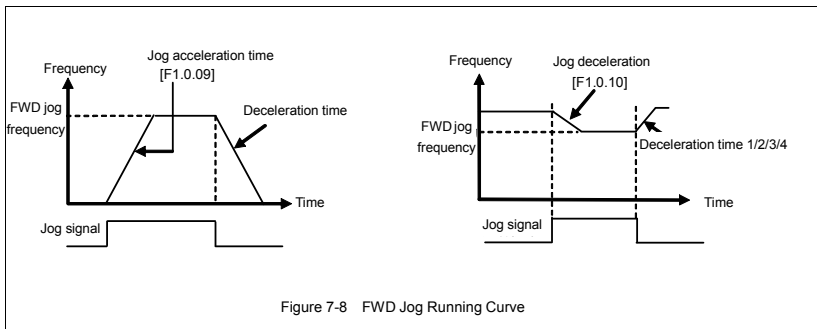 Jog acceleration time
[F1.0.09]
Frequency
FWD jog
frequency
Deceleration time
Time
Jog signal
Jog deceleration
[F1.0.10]
Frequency
FWD jog
frequency
Deceleration time 1/2/3/4
Time
Jog signal
Figure 7-8 FWD Jog Running Curve